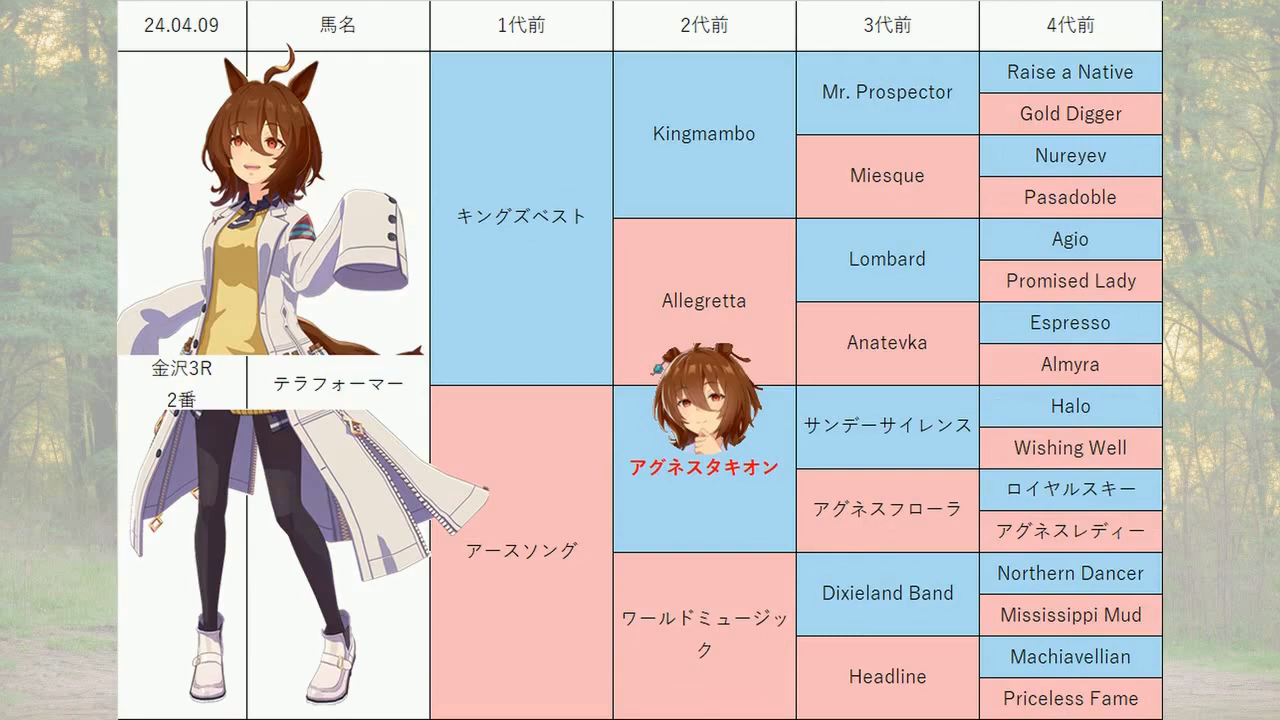 24.04.09
馬名
1代前
2代前
3代前
4代前
金沢3R
2番
テラフォーマー
キングズベスト
Kingmambo
Mr. Prospector
Raise a Native
Gold Digger
Miesque
Nureyev
Pasadoble
Allegretta
Lombard
Agio
Promised Lady
Anatevka
Espresso
Almyra
アースソング
アグネスタキオン
サンデーサイレンス
Halo
Wishing Well
アグネスフローラ
ロイヤルスキー
アグネスレディー
ワールドミュージッ
ク
Dixieland Band
Northern Dancer
Mississippi Mud
Headline
Machiavellian
Priceless Fame